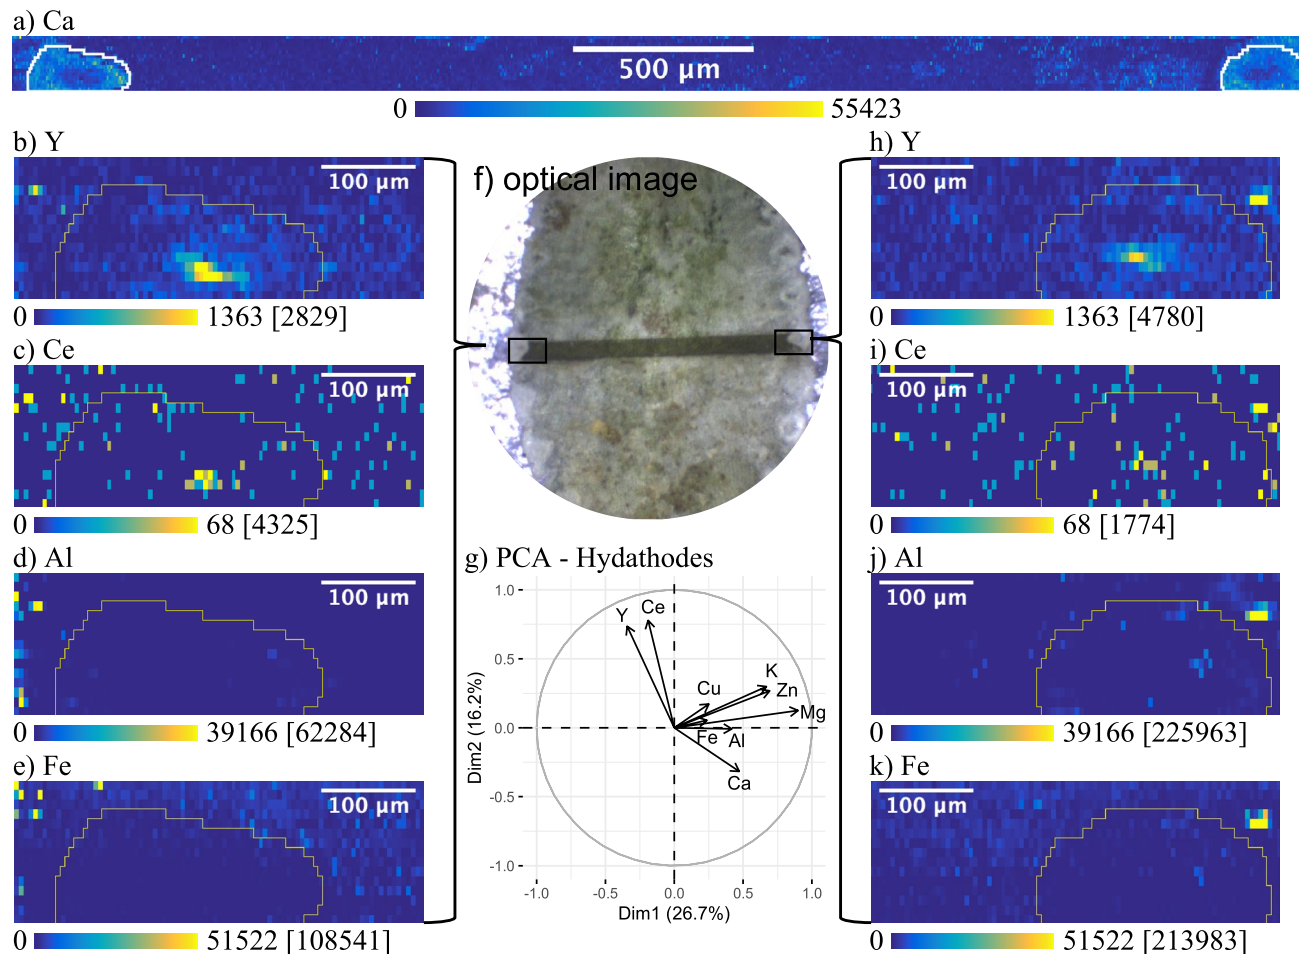 a) Ca
500 µm
0 55423
b) Y
100 µm
0 1363 [2829]
c) Ce
100 µm
0 68 [4325]
d) Al
100 µm
0 39166 [62284]
e) Fe
100 µm
0 51522 [108541]
f) optical image
g) PCA - Hydathodes
1.0
0.5
0.0
-0.5
-1.0
Dim2 (16.2%)
Y Ce
K
Cu Zn
Mg
Fe Al
Ca
-1.0 -0.5 0.0 0.5 1.0
Dim1 (26.7%)
h) Y
100 µm
0 1363 [4780]
i) Ce
100 µm
0 68 [1774]
j) Al
100 µm
0 39166 [225963]
k) Fe
100 µm
0 51522 [213983]